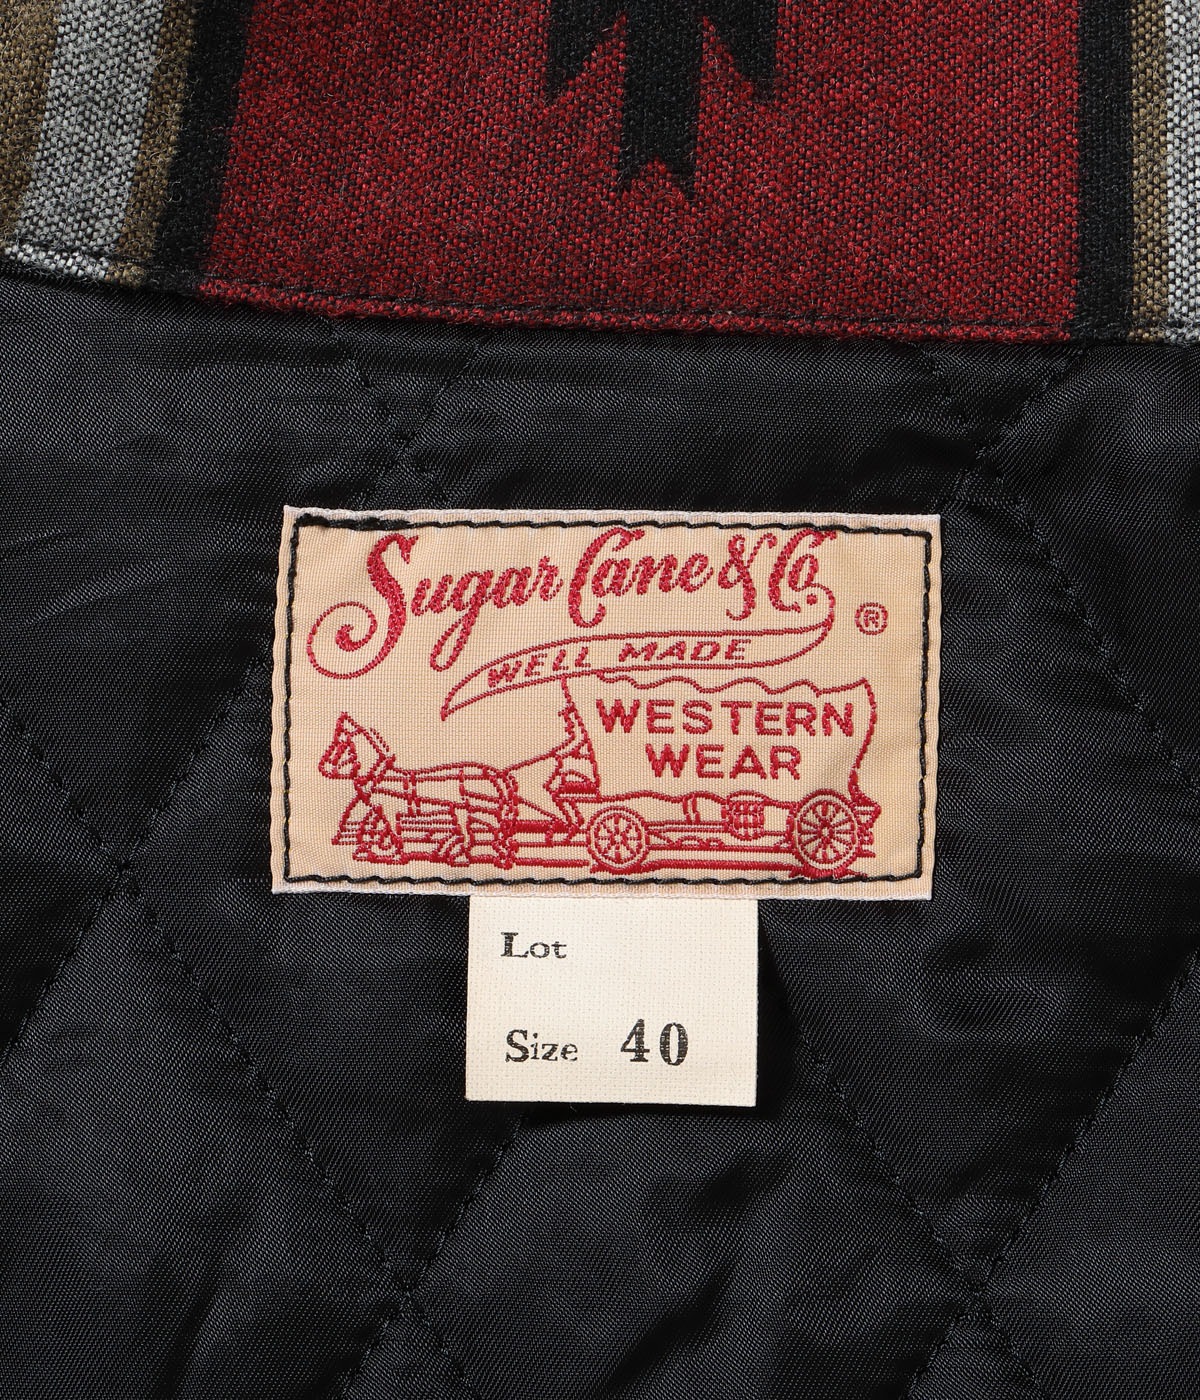 Sugar Cane & Co.
®
WELL MADE
WESTERN
WEAR
Lot
Size 40